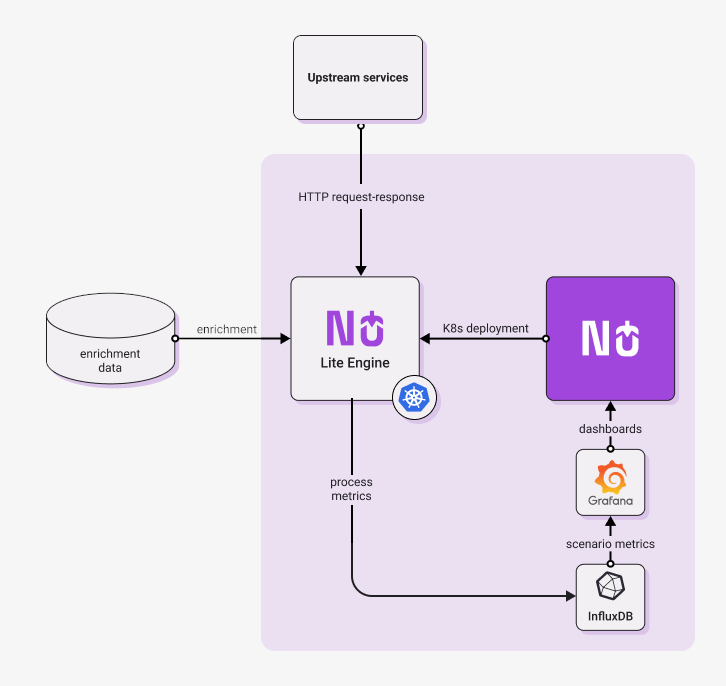 Upstream services
HTTP request-response
Nu
Lite Engine
enrichment
enrichment
data
K8s deployment
Nu
dashboards
Grafana
process
metrics
scenario metrics
InfluxDB